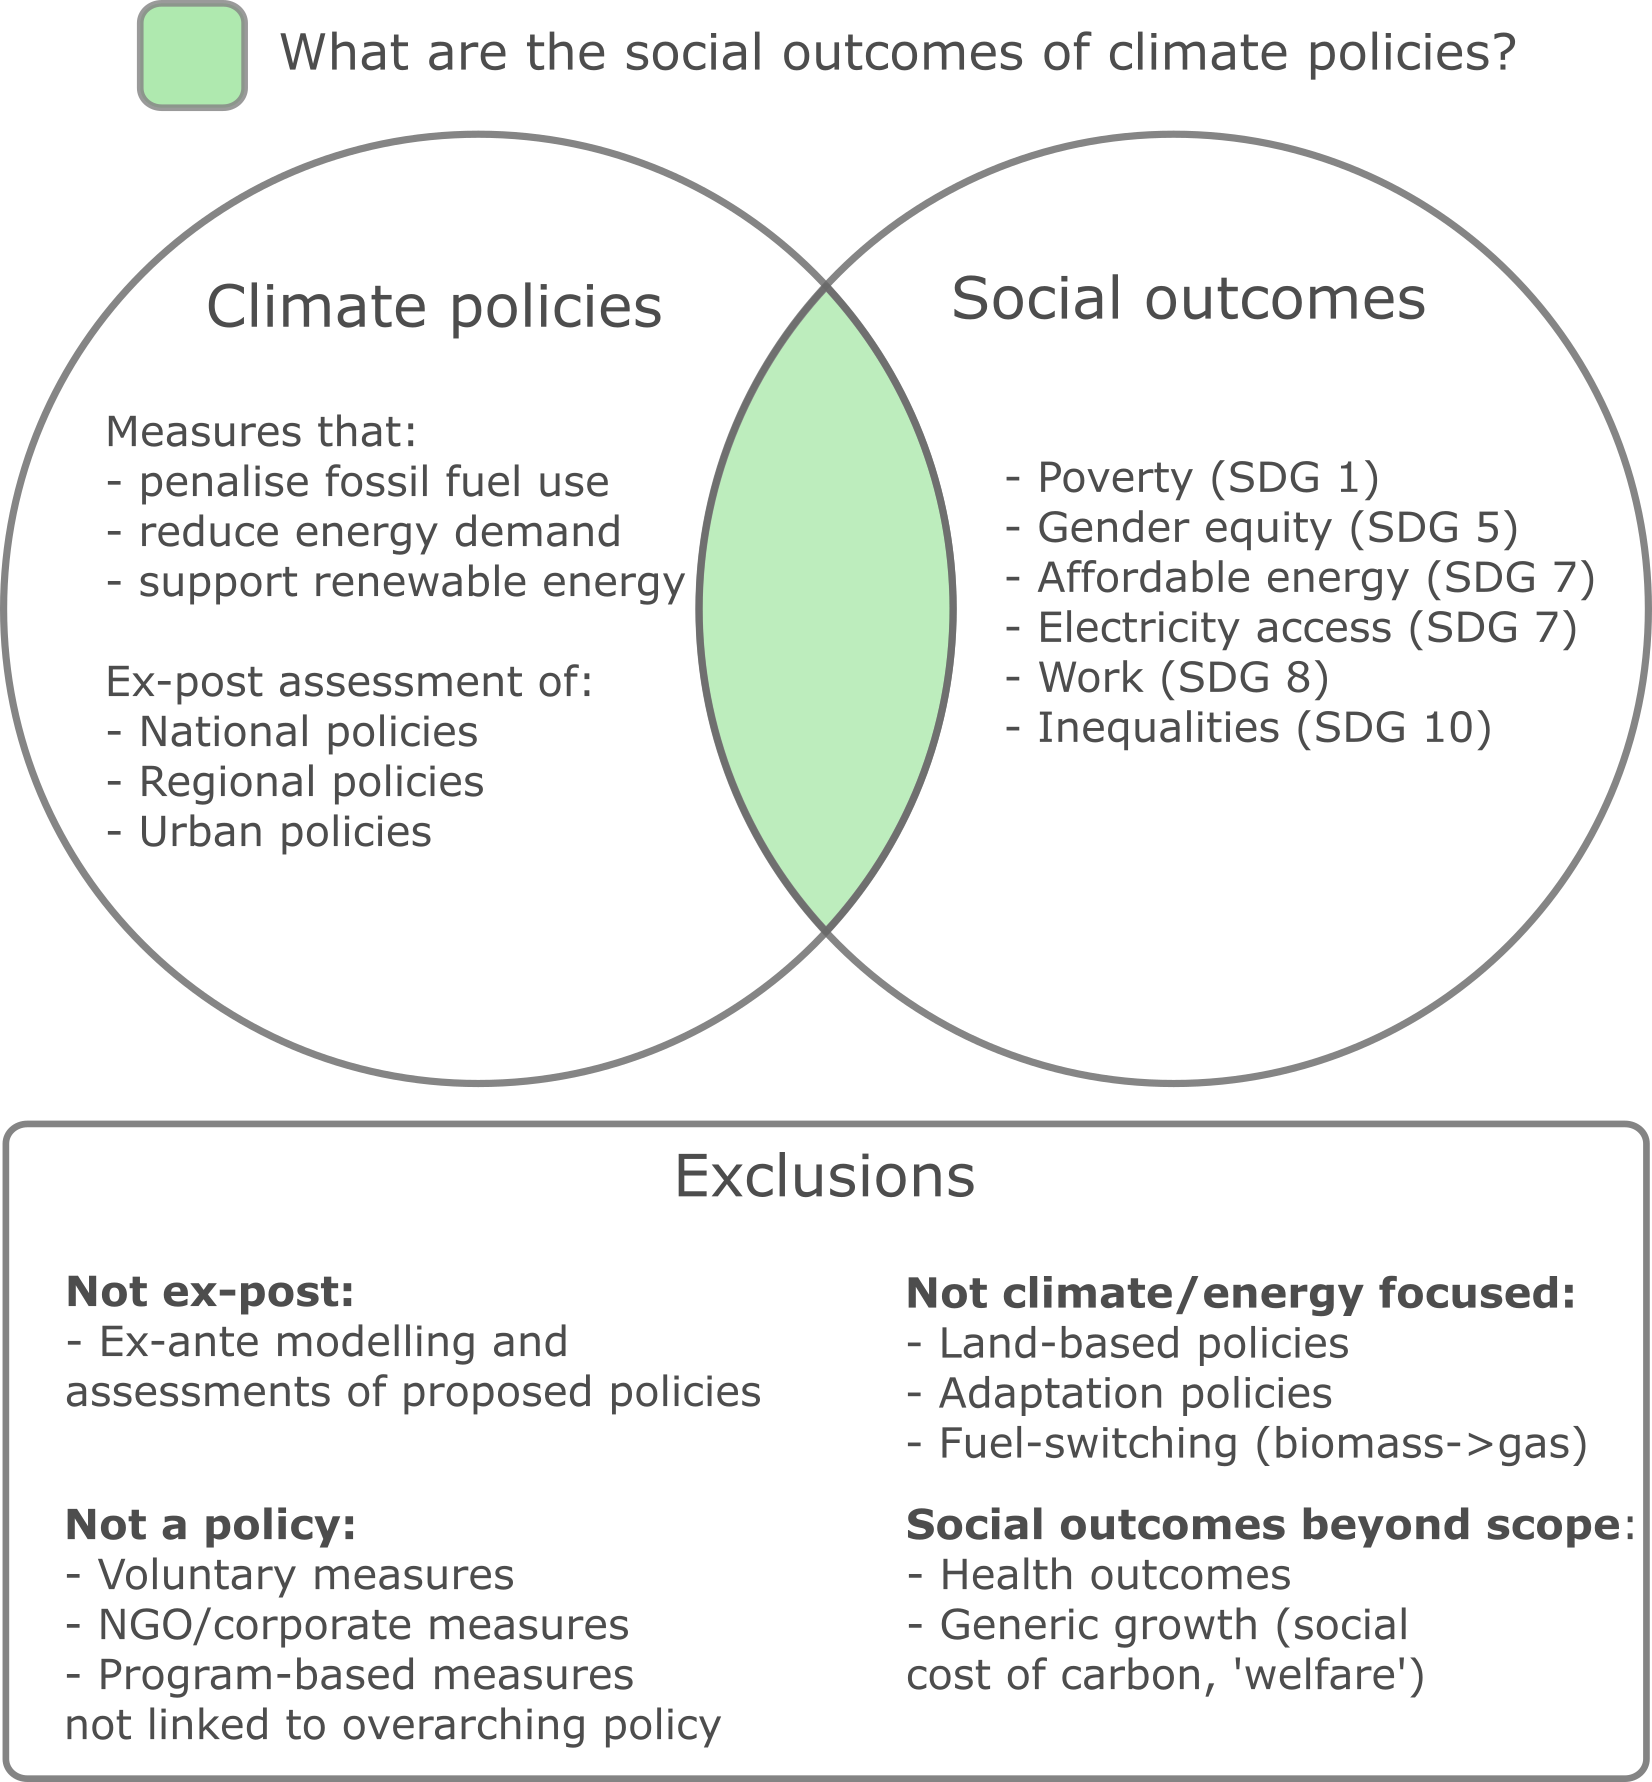 What are the social outcomes of climate policies?
Climate policies
Measures that:
- penalise fossil fuel use
- reduce energy demand
- support renewable energy
Ex-post assessment of:
- National policies
- Regional policies
- Urban policies
Social outcomes
- Poverty (SDG 1)
- Gender equity (SDG 5)
- Affordable energy (SDG 7)
- Electricity access (SDG 7)
- Work (SDG 8)
- Inequalities (SDG 10)
Exclusions
Not ex-post:
- Ex-ante modelling and
assessments of proposed policies
Not a policy:
- Voluntary measures
- NGO/corporate measures
- Program-based measures
not linked to overarching policy
Not climate/energy focused:
- Land-based policies
- Adaptation policies
- Fuel-switching (biomass->gas)
Social outcomes beyond scope:
- Health outcomes
- Generic growth (social
cost of carbon, 'welfare')